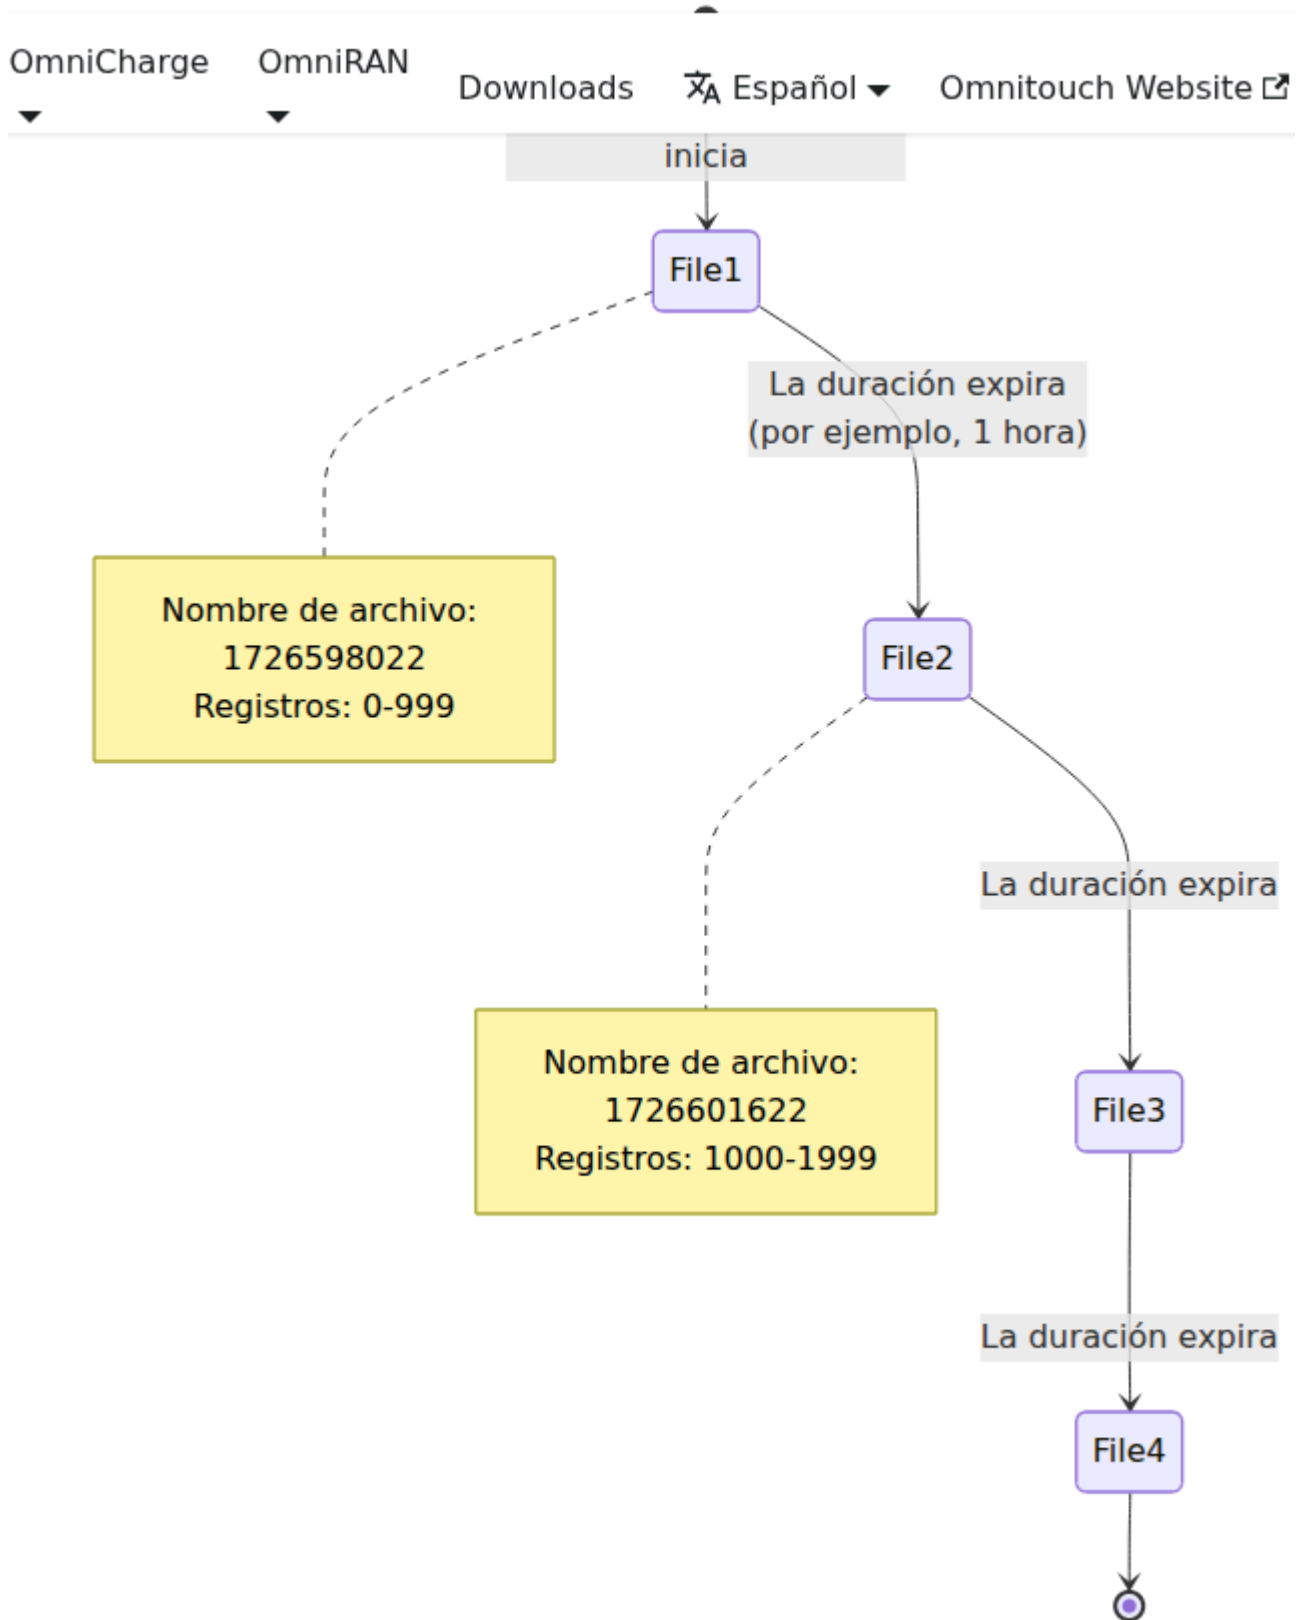 OmniCharge
OmniRAN
Downloads
Español
Omnitouch Website
inicia
File1
La duración expira
(por ejemplo, 1 hora)
Nombre de archivo:
1726598022
Registros: 0-999
File2
La duración expira
Nombre de archivo:
1726601622
Registros: 1000-1999
File3
La duración expira
File4